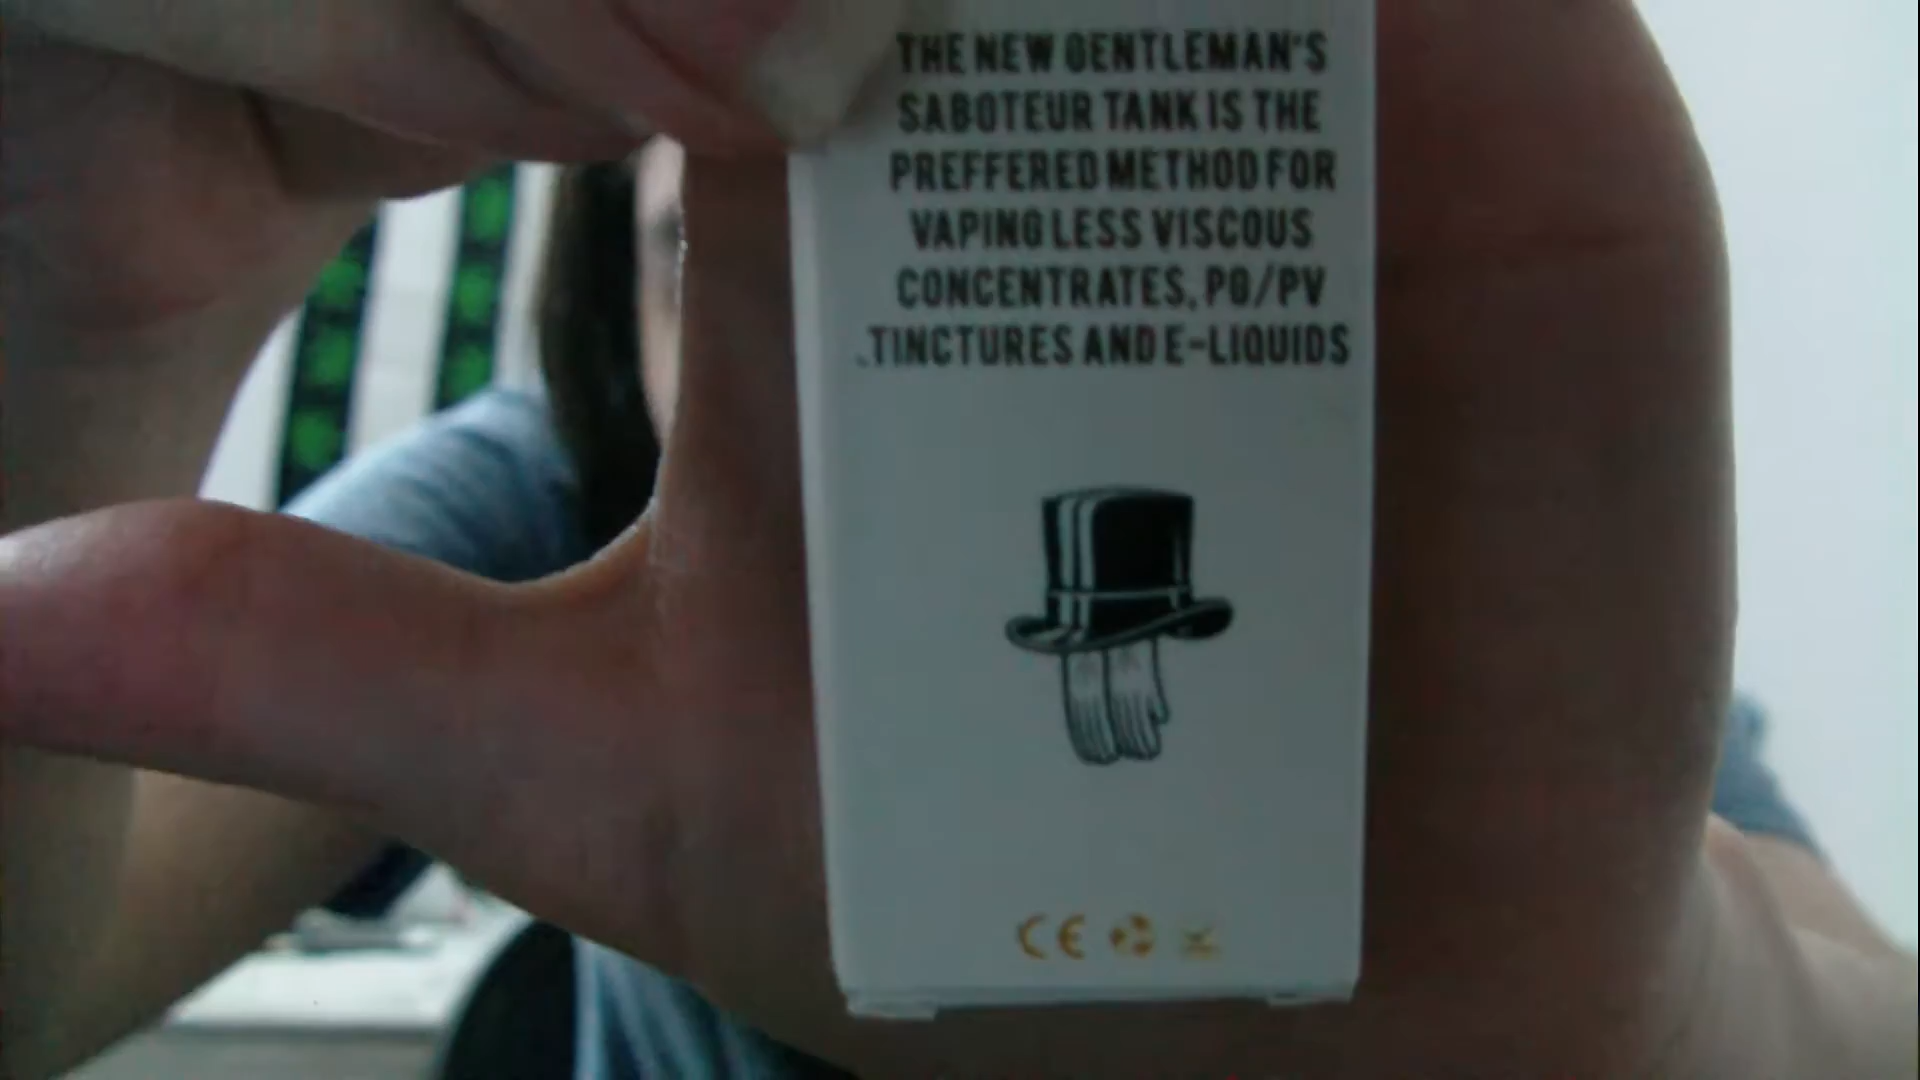 THE NEW GENTLEMAN'S
SABOTEUR TANK IS THE
PREFFERED METHOD FOR
VAPING LESS VISCOUS
CONCENTRATES, PG/PV
.TINCTURES AND E-LIQUIDS
CE